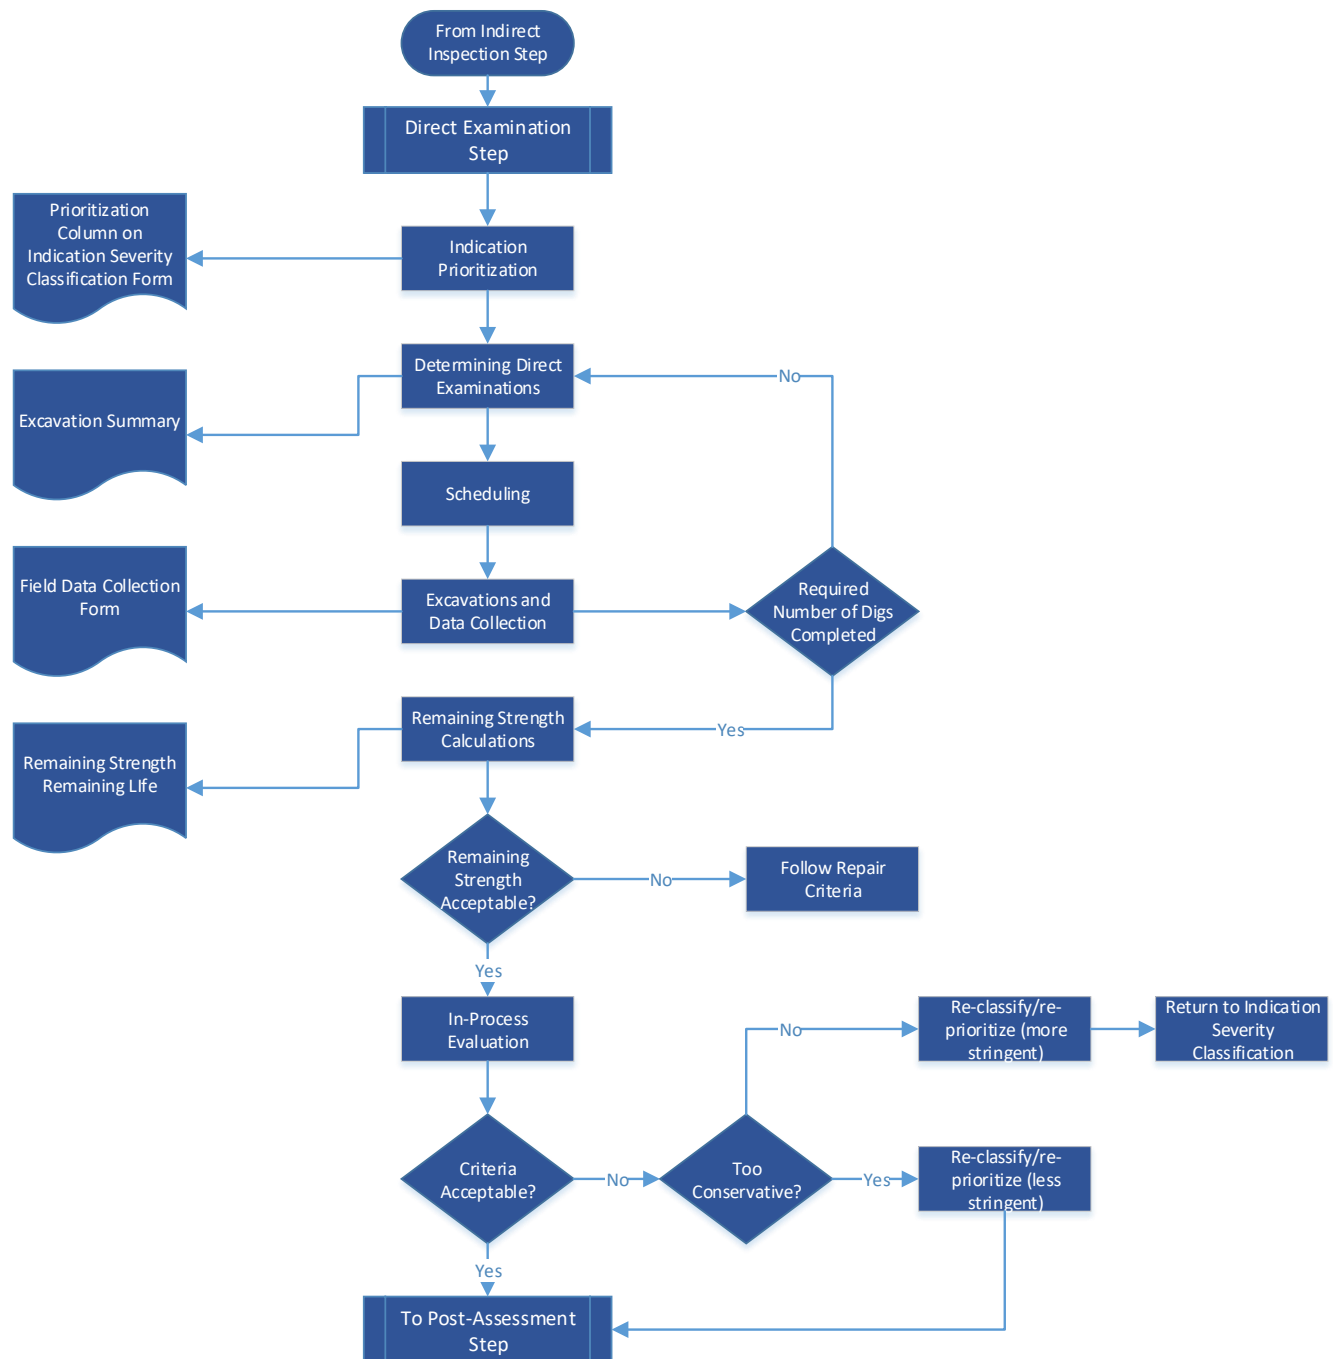 From Indirect
Inspection Step
Direct Examination
Step
Prioritization
Column on
Indication Severity
Classification Form
Indication
Prioritization
Determining Direct
Examinations
No
Excavation Summary
Scheduling
Field Data Collection
Form
Excavations and
Data Collection
Required
Number of Digs
Completed
Remaining Strength
Calculations
Yes
Remaining Strength
Remaining LIfe
Remaining
Strength
Acceptable?
No
Follow Repair
Criteria
Yes
In-Process
Evaluation
No
Re-classify/re-
prioritize (more
stringent)
Return to Indication
Severity
Classification
Criteria
Acceptable?
No
Too
Conservative?
Yes
Re-classify/re-
prioritize (less
stringent)
Yes
To Post-Assessment
Step